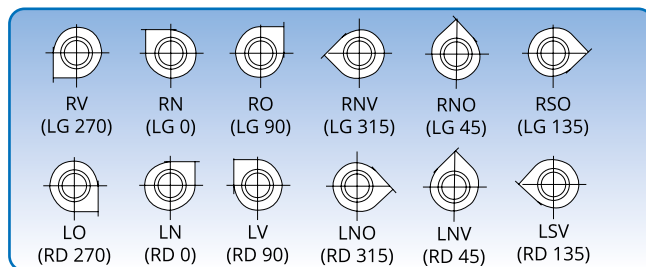 RV RN RO RNV RNO RSO
(LG 270) (LG 0) (LG 90) (LG 315) (LG 45) (LG 135)
LO LN LV LNO LNV LSV
(RD 270) (RD 0) (RD 90) (RD 315) (RD 45) (RD 135)